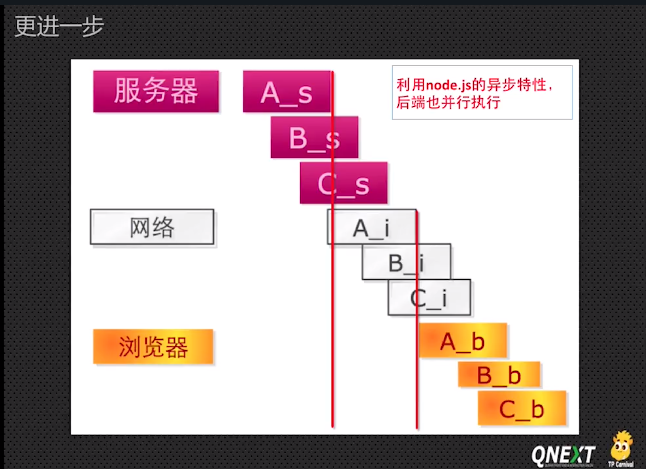 更进一步
服务器
A_s
利用node.js的异步特性，
后端也并行执行
B_s
C_s
网络
A_i
B_i
C_i
浏览器
A_b
B_b
C_b
QNEXT
TP Carnival